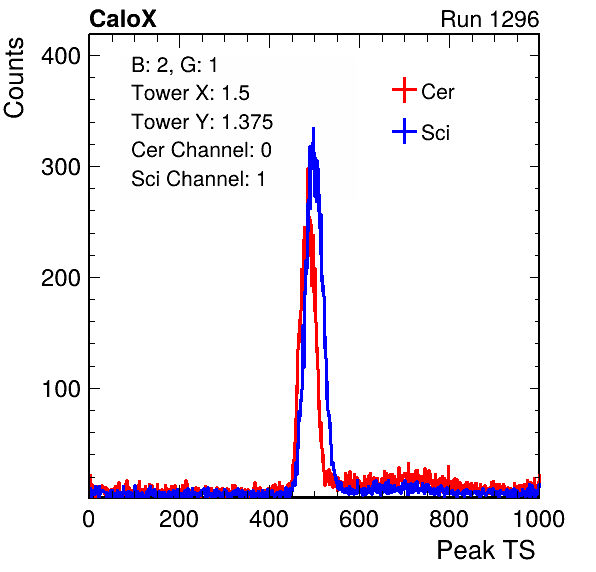 CaloX Run 1296
Counts
400
300
200
100
B: 2, G: 1
Tower X: 1.5
Tower Y: 1.375
Cer Channel: 0
Sci Channel: 1
Cer
Sci
0 200 400 600 800 1000
Peak TS